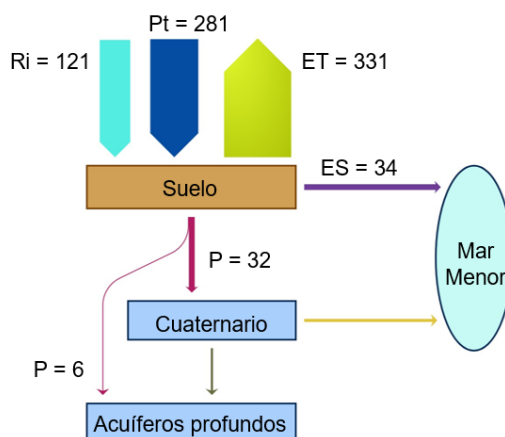 Pt = 281
Ri = 121
ET = 331
Suelo
ES = 34
Mar
Menor
P = 32
Cuaternario
P = 6
Acuíferos profundos